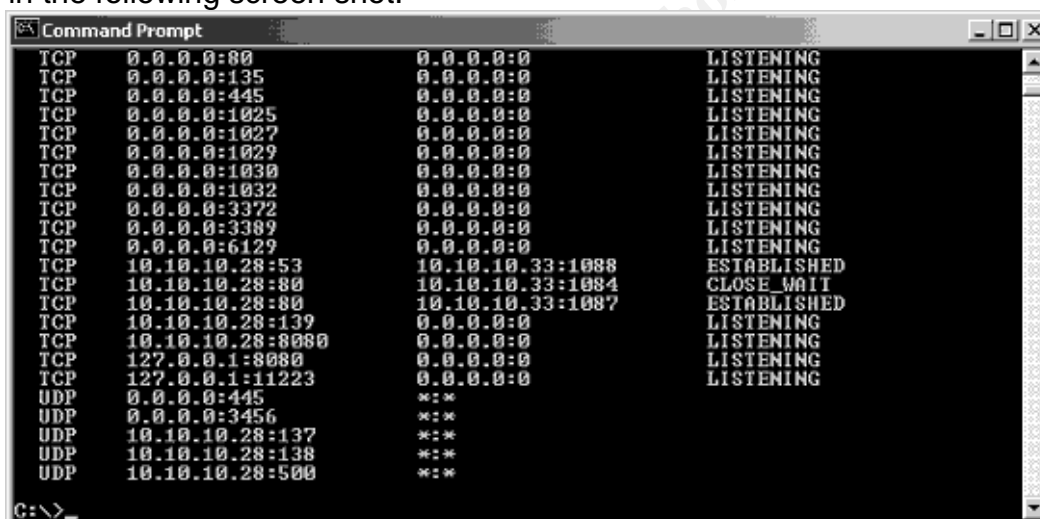 in the following screen shot.
Command Prompt
TCP 0.0.0.0:80 0.0.0.0:0 LISTENING
TCP 0.0.0.0:135 0.0.0.0:0 LISTENING
TCP 0.0.0.0:445 0.0.0.0:0 LISTENING
TCP 0.0.0.0:1025 0.0.0.0:0 LISTENING
TCP 0.0.0.0:1027 0.0.0.0:0 LISTENING
TCP 0.0.0.0:1029 0.0.0.0:0 LISTENING
TCP 0.0.0.0:1030 0.0.0.0:0 LISTENING
TCP 0.0.0.0:1032 0.0.0.0:0 LISTENING
TCP 0.0.0.0:3372 0.0.0.0:0 LISTENING
TCP 0.0.0.0:3389 0.0.0.0:0 LISTENING
TCP 0.0.0.0:6129 0.0.0.0:0 LISTENING
TCP 10.10.10.28:53 10.10.10.33:1088 ESTABLISHED
TCP 10.10.10.28:80 10.10.10.33:1084 CLOSE_WAIT
TCP 10.10.10.28:80 10.10.10.33:1087 ESTABLISHED
TCP 10.10.10.28:139 0.0.0.0:0 LISTENING
TCP 10.10.10.28:8080 0.0.0.0:0 LISTENING
TCP 127.0.0.1:8080 0.0.0.0:0 LISTENING
TCP 127.0.0.1:11223 0.0.0.0:0 LISTENING
UDP 0.0.0.0:445 *:*
UDP 0.0.0.0:3456 *:*
UDP 10.10.10.28:137 *:*
UDP 10.10.10.28:138 *:*
UDP 10.10.10.28:500 *:*
C:\>_